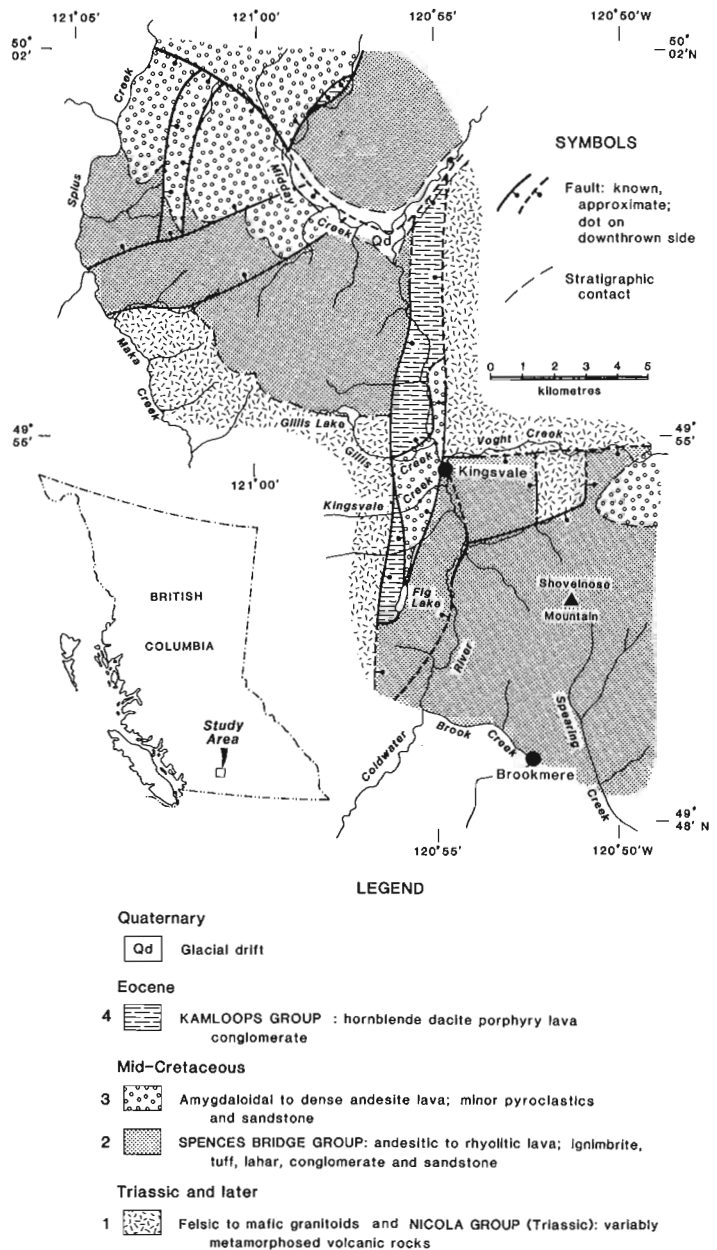 121°05'
121°00'
120°55'
120°50'W
50°
02'
50°
02'N
Creek
Spius
Midday
Creek
Qd
SYMBOLS
Fault: known,
approximate;
dot on
downthrown side
Stratigraphic
contact
0 1 2 3 4 5
kilometres
Maka
Creek
Gillis Lake
Gillis
Creek
Voght Creek
49°
55'
49°
55'
121°00'
Kingsvale
Kingsvale
Creek
Fig
Lake
Shovelnose
Mountain
River
BRITISH
COLUMBIA
Study
Area
Coldwater
Brook
Creek
Brookmere
Spearing
Creek
49°
48' N
120°55'
120°50'W
LEGEND
Quaternary
Qd Glacial drift
Eocene
4 KAMLOOPS GROUP : hornblende dacite porphyry lava
conglomerate
Mid-Cretaceous
3 Amygdaloidal to dense andesite lava; minor pyroclastics
and sandstone
2 SPENCES BRIDGE GROUP: andesitic to rhyolitic lava; ignimbrite,
tuff, lahar, conglomerate and sandstone
Triassic and later
1 Felsic to mafic granitoids and NICOLA GROUP (Triassic): variably
metamorphosed volcanic rocks